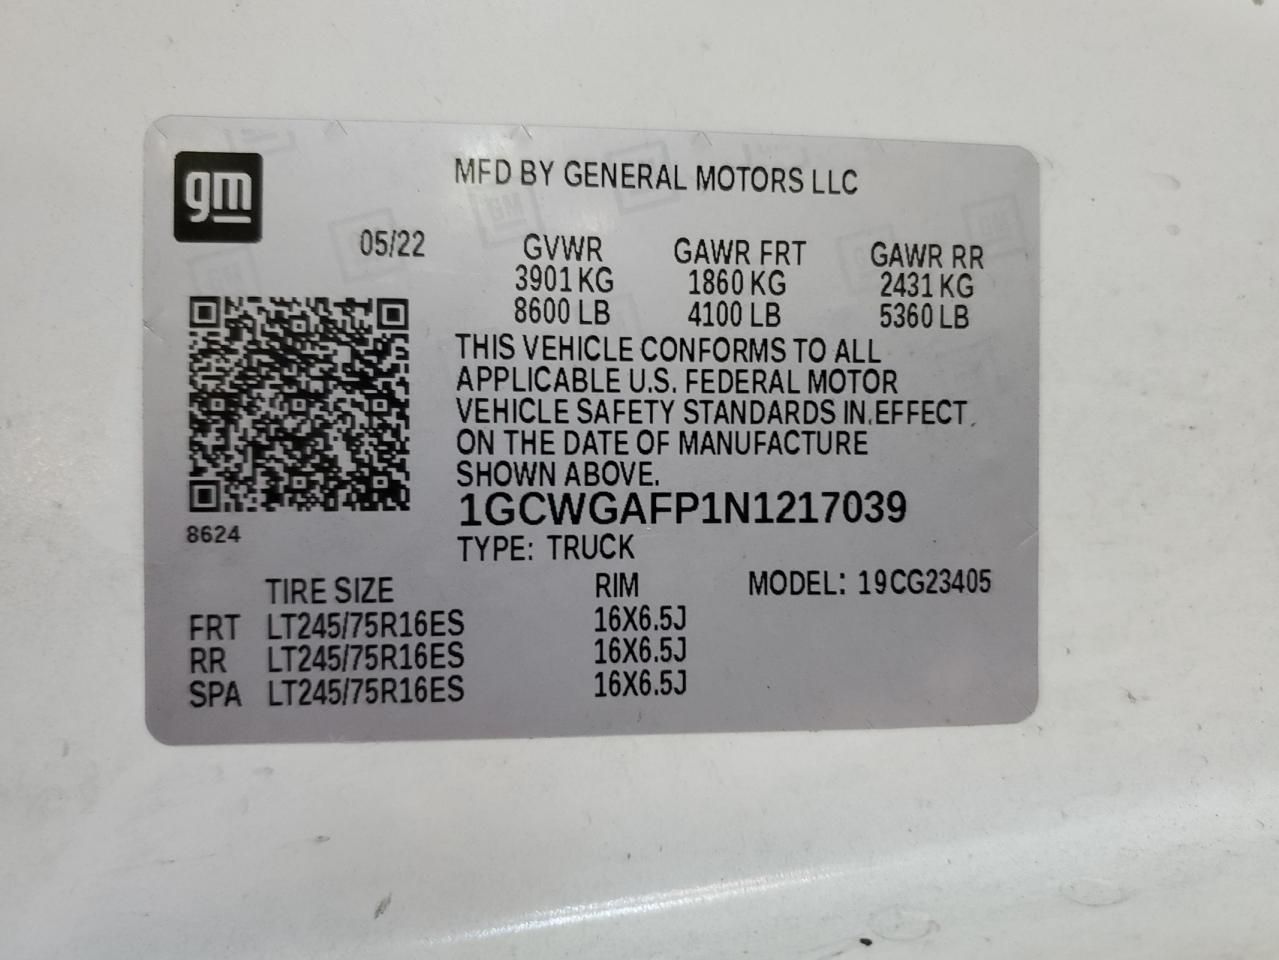 gm
MFD BY GENERAL MOTORS LLC
05/22 GVWR GAWR FRT GAWR RR
3901 KG 1860 KG 2431 KG
8600 LB 4100 LB 5360 LB
THIS VEHICLE CONFORMS TO ALL
APPLICABLE U.S. FEDERAL MOTOR
VEHICLE SAFETY STANDARDS IN EFFECT
ON THE DATE OF MANUFACTURE
SHOWN ABOVE.
1GCWGAFP1N1217039
8624
TYPE: TRUCK
TIRE SIZE RIM MODEL: 19CG23405
FRT LT245/75R16ES 16X6.5J
RR LT245/75R16ES 16X6.5J
SPA LT245/75R16ES 16X6.5J